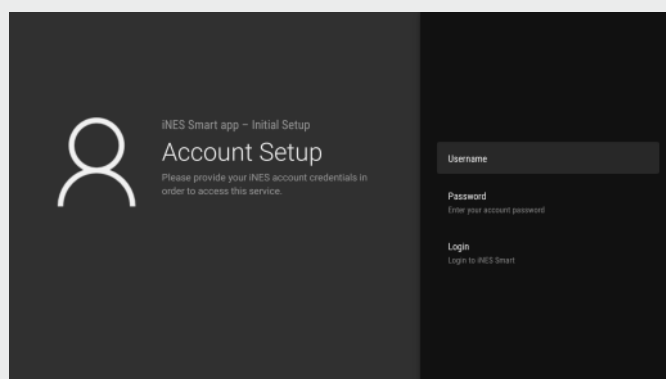 iNES Smart app – Initial Setup
Account Setup
Please provide your iNES account credentials in
order to access this service.
Username
Password
Enter your account password
Login
Login to iNES Smart